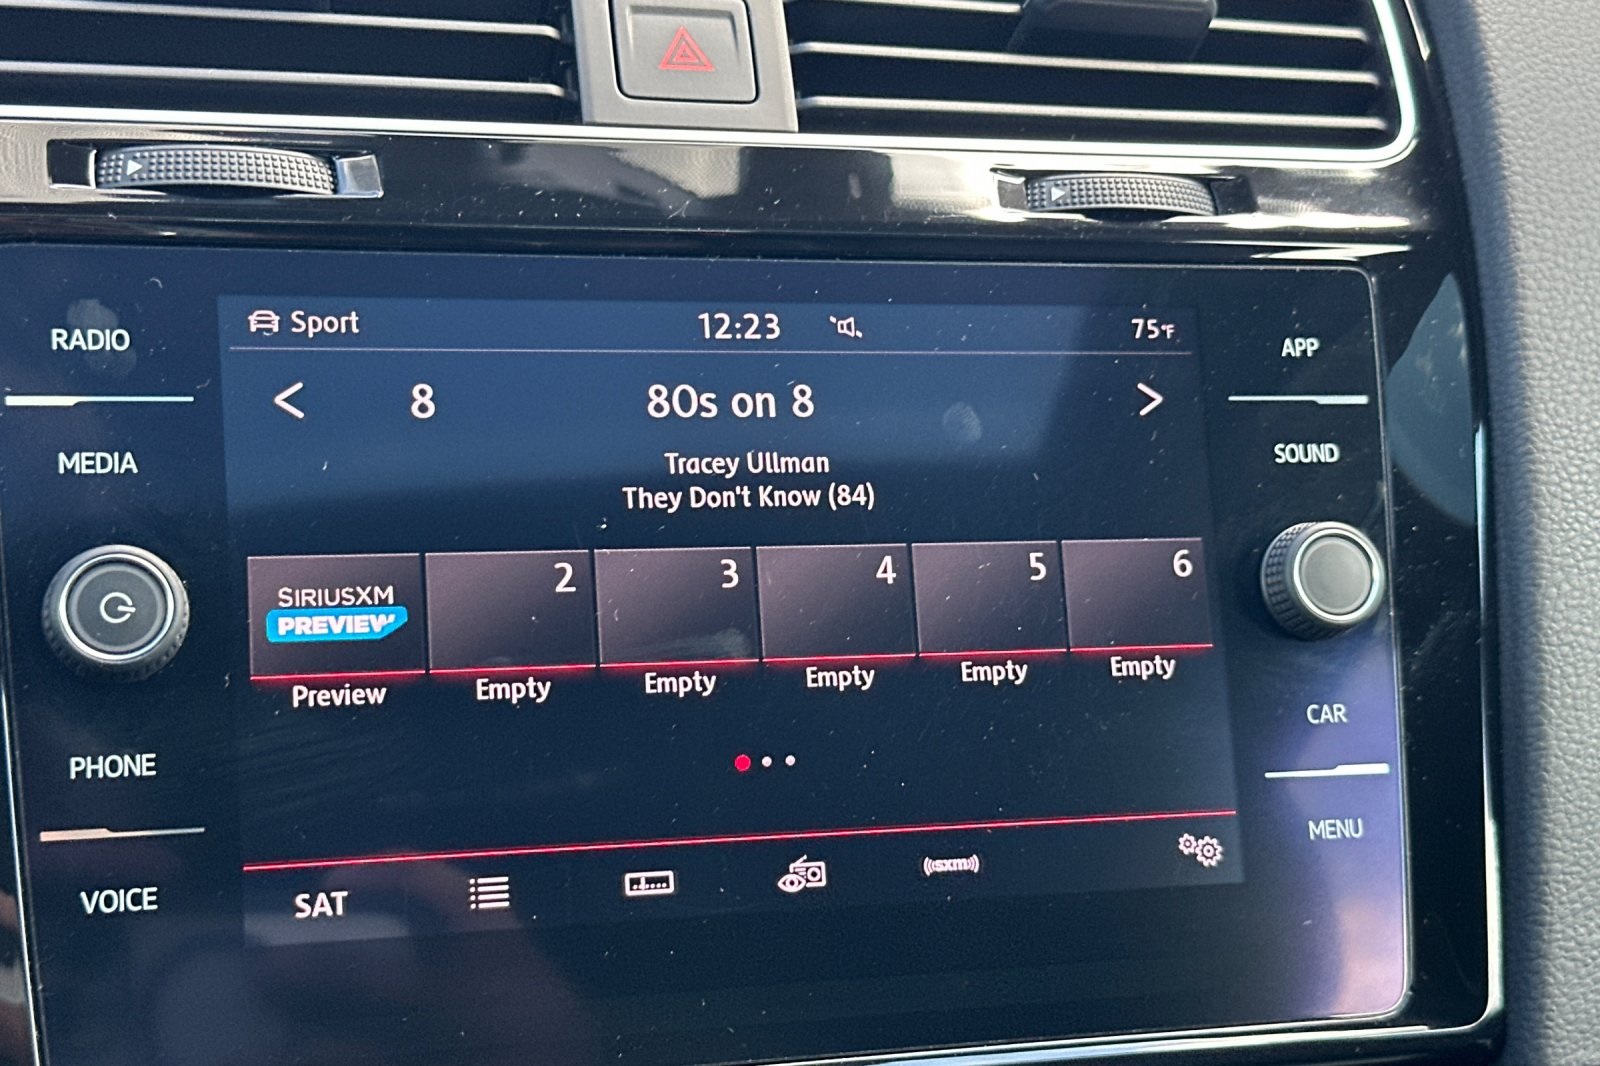 RADIO
MEDIA
PHONE
VOICE
Sport
12:23
75°F
8
80s on 8
Tracey Ullman
They Don't Know (84)
SIRIUSXM
PREVIEW
2
3
4
5
6
Preview
Empty
Empty
Empty
Empty
Empty
SAT
((sxm))
APP
SOUND
CAR
MENU